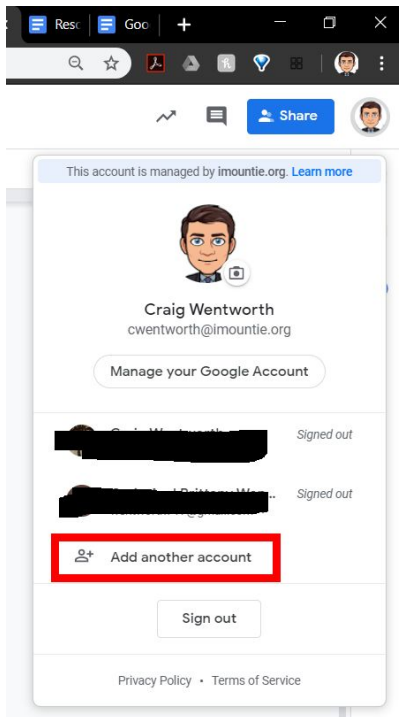 Resc
Goo
Share
This account is managed by imountie.org. Learn more
Craig Wentworth
cwentworth@imountie.org
Manage your Google Account
Signed out
Signed out
Add another account
Sign out
Privacy Policy • Terms of Service